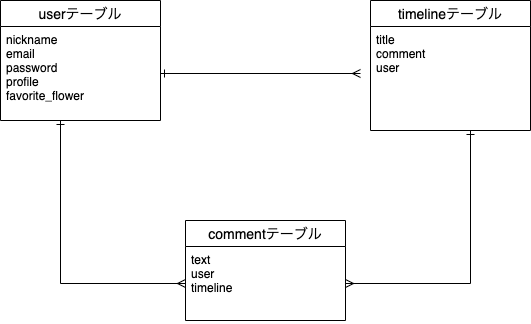 userテーブル
nickname
email
password
profile
favorite_flower
timelineテーブル
title
comment
user
commentテーブル
text
user
timeline